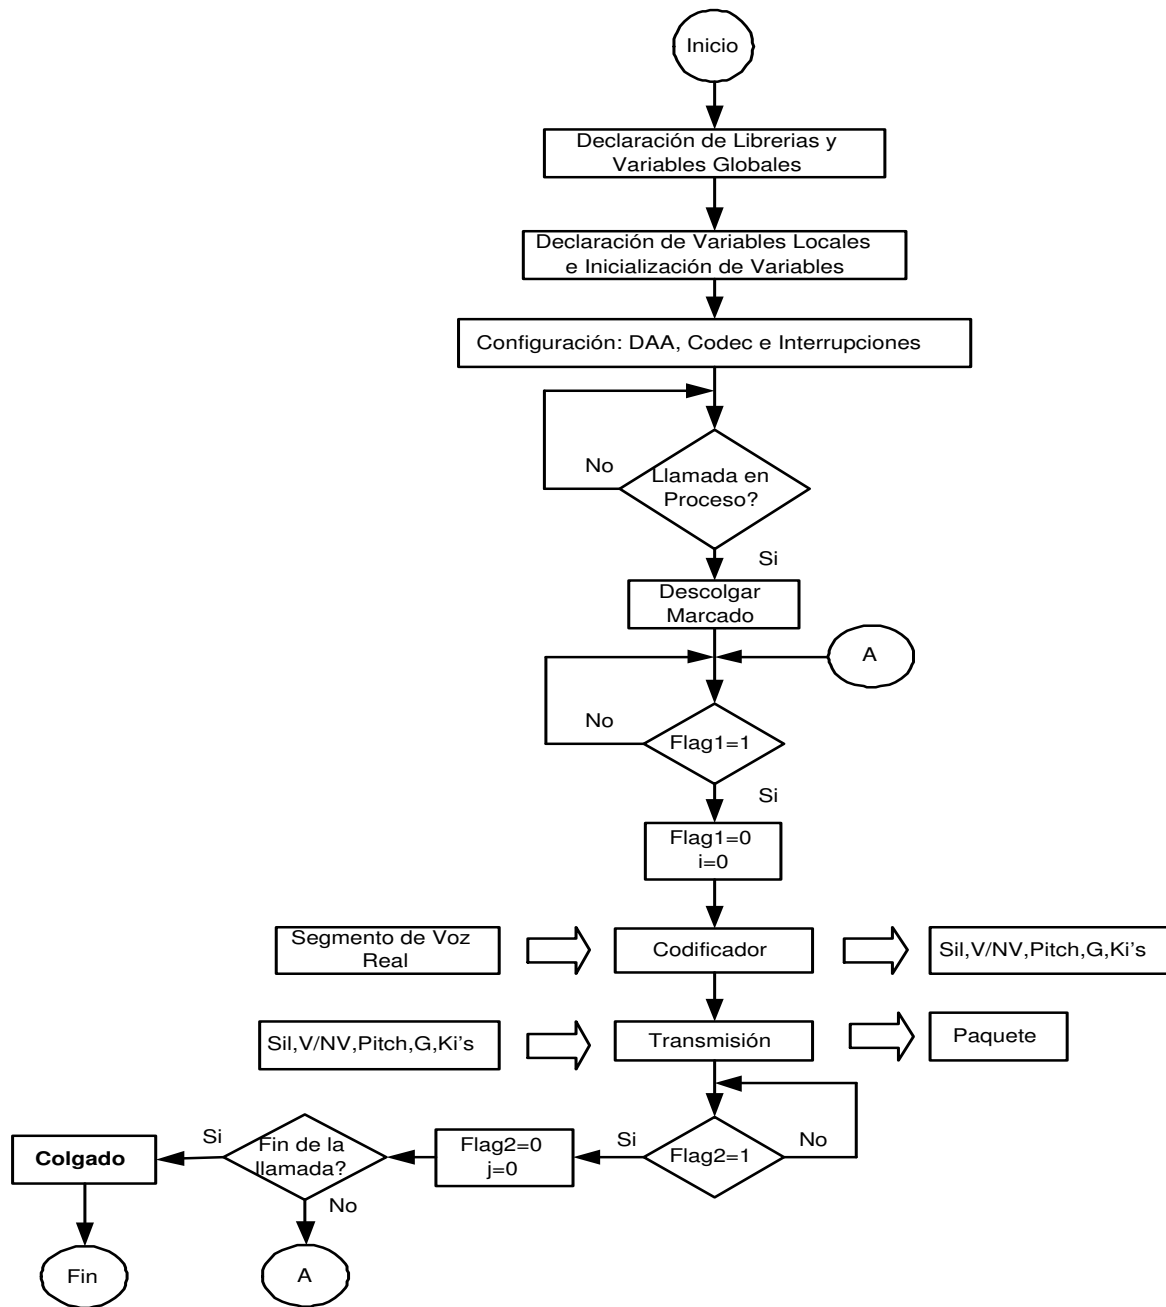 Inicio
Declaración de Librerias y
Variables Globales
Declaración de Variables Locales
e Inicialización de Variables
Configuración: DAA, Codec e Interrupciones
No
Llamada en
Proceso?
Si
Descolgar
Marcado
A
No
Flag1=1
Si
Flag1=0
i=0
Segmento de Voz
Real
Codificador
Sil,V/NV,Pitch,G,Ki's
Sil,V/NV,Pitch,G,Ki's
Transmisión
Paquete
Colgado
Si
Fin de la
llamada?
No
Flag2=0
j=0
Si
Flag2=1
No
Fin
A